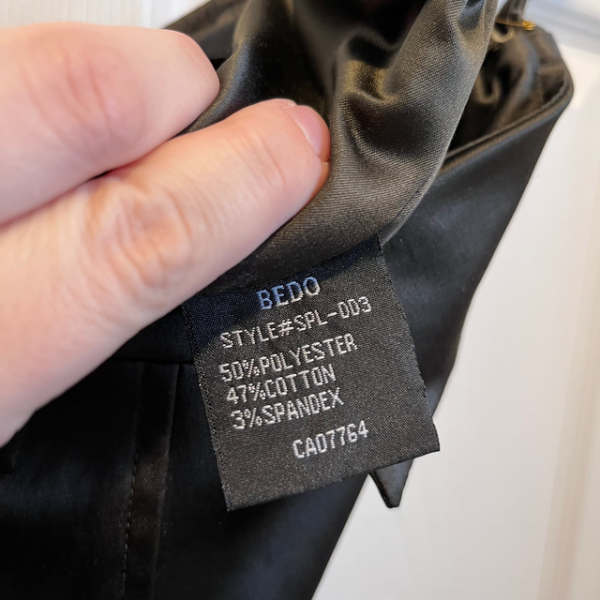 BEDO
STYLE#SPL-003
50%POLYESTER
47%COTTON
3%SPANDEX
CA07764